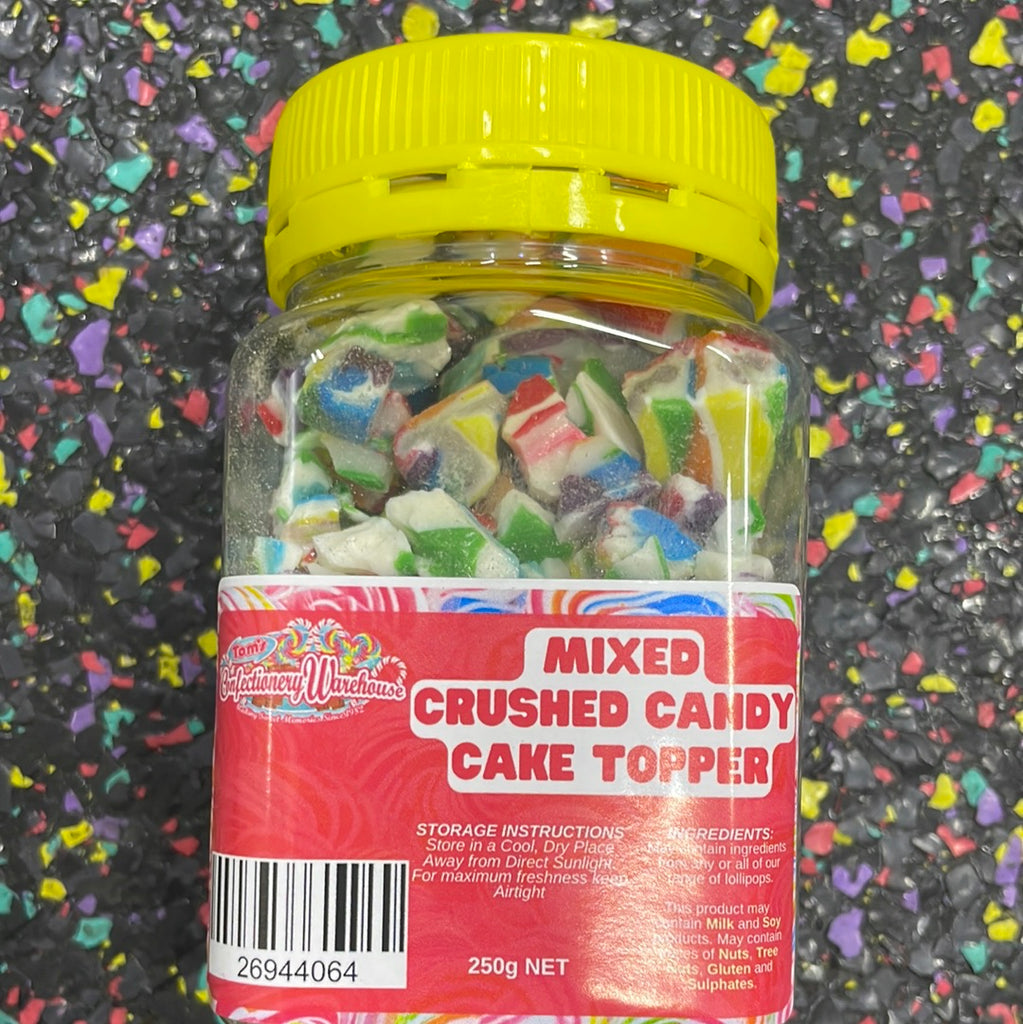 Tom's
Confectionery Warehouse
MIXED
CRUSHED CANDY
CAKE TOPPER
STORAGE INSTRUCTIONS
Store in a Cool, Dry Place
Away from Direct Sunlight.
For maximum freshness keep
Airtight
INGREDIENTS:
May contain ingredients
from any or all of our
range of lollipops.
This product may
contain Milk and Soy
products. May contain
traces of Nuts, Tree
Nuts, Gluten and
Sulphates.
250g NET
26944064